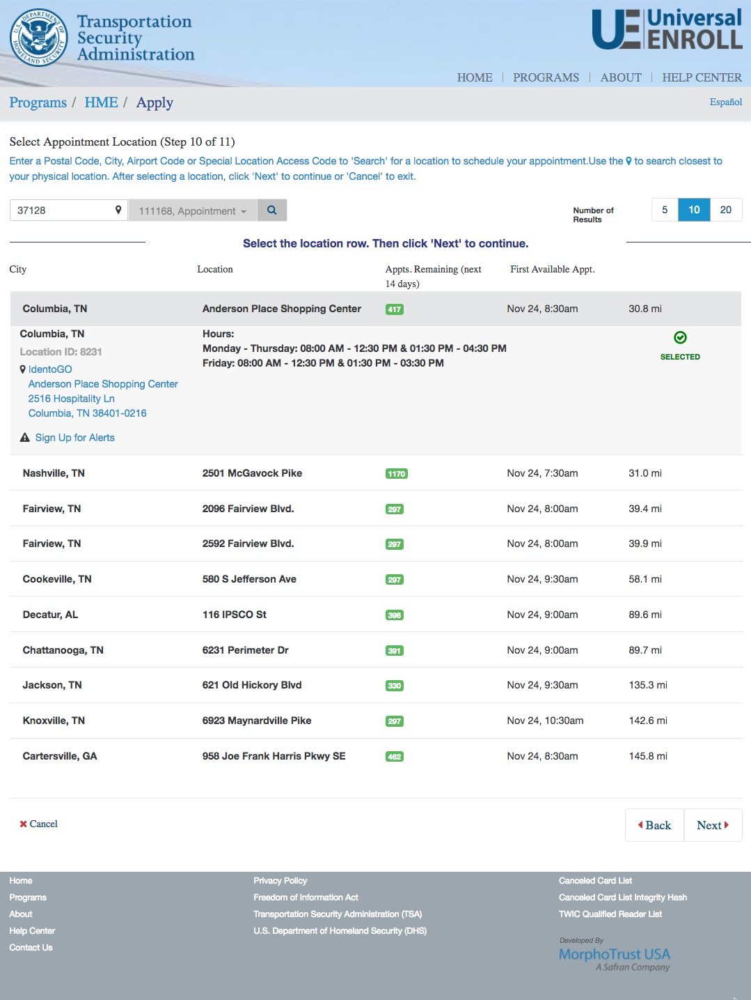 U.S. DEPARTMENT OF HOMELAND SECURITY
Transportation
Security
Administration
UE Universal
ENROLL
HOME | PROGRAMS | ABOUT | HELP CENTER
Programs / HME / Apply
Español
Select Appointment Location (Step 10 of 11)
Enter a Postal Code, City, Airport Code or Special Location Access Code to 'Search' for a location to schedule your appointment.Use the to search closest to
your physical location. After selecting a location, click 'Next' to continue or 'Cancel' to exit.
37128 111168, Appointment
Number of
Results
5 10 20
Select the location row. Then click 'Next' to continue.
City Location Appts. Remaining (next
14 days) First Available Appt.
Columbia, TN Anderson Place Shopping Center 417 Nov 24, 8:30am 30.8 mi
Columbia, TN
Location ID: 8231
IdentoGO
Anderson Place Shopping Center
2516 Hospitality Ln
Columbia, TN 38401-0216
Sign Up for Alerts
Hours:
Monday - Thursday: 08:00 AM - 12:30 PM & 01:30 PM - 04:30 PM
Friday: 08:00 AM - 12:30 PM & 01:30 PM - 03:30 PM
SELECTED
Nashville, TN 2501 McGavock Pike 1170 Nov 24, 7:30am 31.0 mi
Fairview, TN 2096 Fairview Blvd. 297 Nov 24, 8:00am 39.4 mi
Fairview, TN 2592 Fairview Blvd. 297 Nov 24, 8:00am 39.9 mi
Cookeville, TN 580 S Jefferson Ave 297 Nov 24, 9:30am 58.1 mi
Decatur, AL 116 IPSCO St 396 Nov 24, 9:00am 89.6 mi
Chattanooga, TN 6231 Perimeter Dr 391 Nov 24, 9:00am 89.7 mi
Jackson, TN 621 Old Hickory Blvd 330 Nov 24, 9:30am 135.3 mi
Knoxville, TN 6923 Maynardville Pike 297 Nov 24, 10:30am 142.6 mi
Cartersville, GA 958 Joe Frank Harris Pkwy SE 462 Nov 24, 8:30am 145.8 mi
Cancel
Back Next
Home
Programs
About
Help Center
Contact Us
Privacy Policy
Freedom of Information Act
Transportation Security Administration (TSA)
U.S. Department of Homeland Security (DHS)
Canceled Card List
Canceled Card List Integrity Hash
TWIC Qualified Reader List
Developed By
MorphoTrust USA
A Safran Company